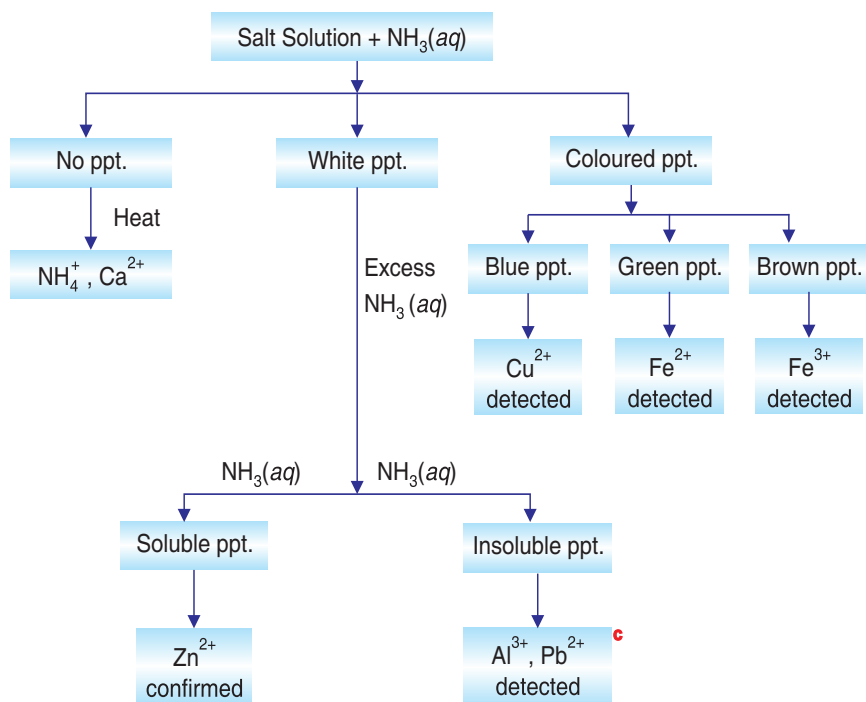 Salt Solution + NH₃(aq)
No ppt.
White ppt.
Coloured ppt.
Heat
NH₄⁺ , Ca²⁺
Excess
NH₃ (aq)
Blue ppt.
Green ppt.
Brown ppt.
Cu²⁺
detected
Fe²⁺
detected
Fe³⁺
detected
NH₃(aq)
NH₃(aq)
Soluble ppt.
Insoluble ppt.
Zn²⁺
confirmed
Al³⁺, Pb²⁺
detected
c